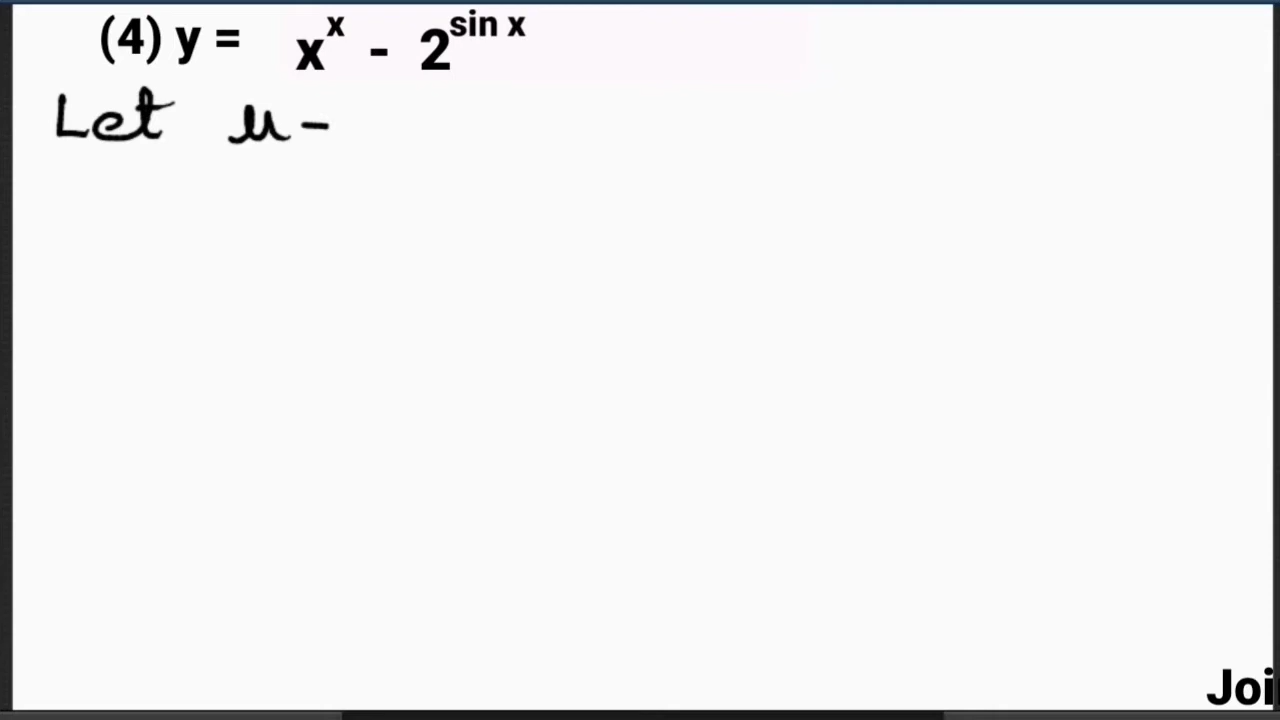 (4) y = x^x - 2^sin x
Let u -
Joi